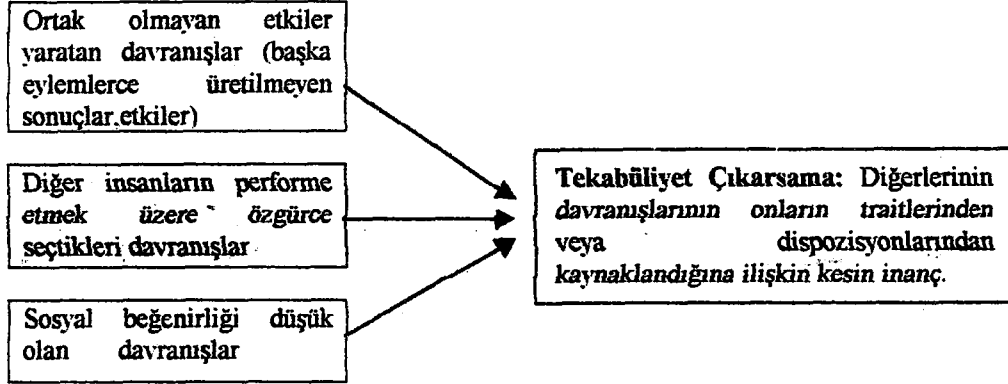 Ortak olmayan etkiler
yaratan davranışlar (başka
eylemlerce üretilmeyen
sonuçlar.etkiler)
Diğer insanların performe
etmek üzere özgürce
seçtikleri davranışlar
Sosyal beğenirliği düşük
olan davranışlar
Tekabüliyet Çıkarsama: Diğerlerinin
davranışlarının onların traitlerinden
veya dispozisyonlarından
kaynaklandığına ilişkin kesin inanç.